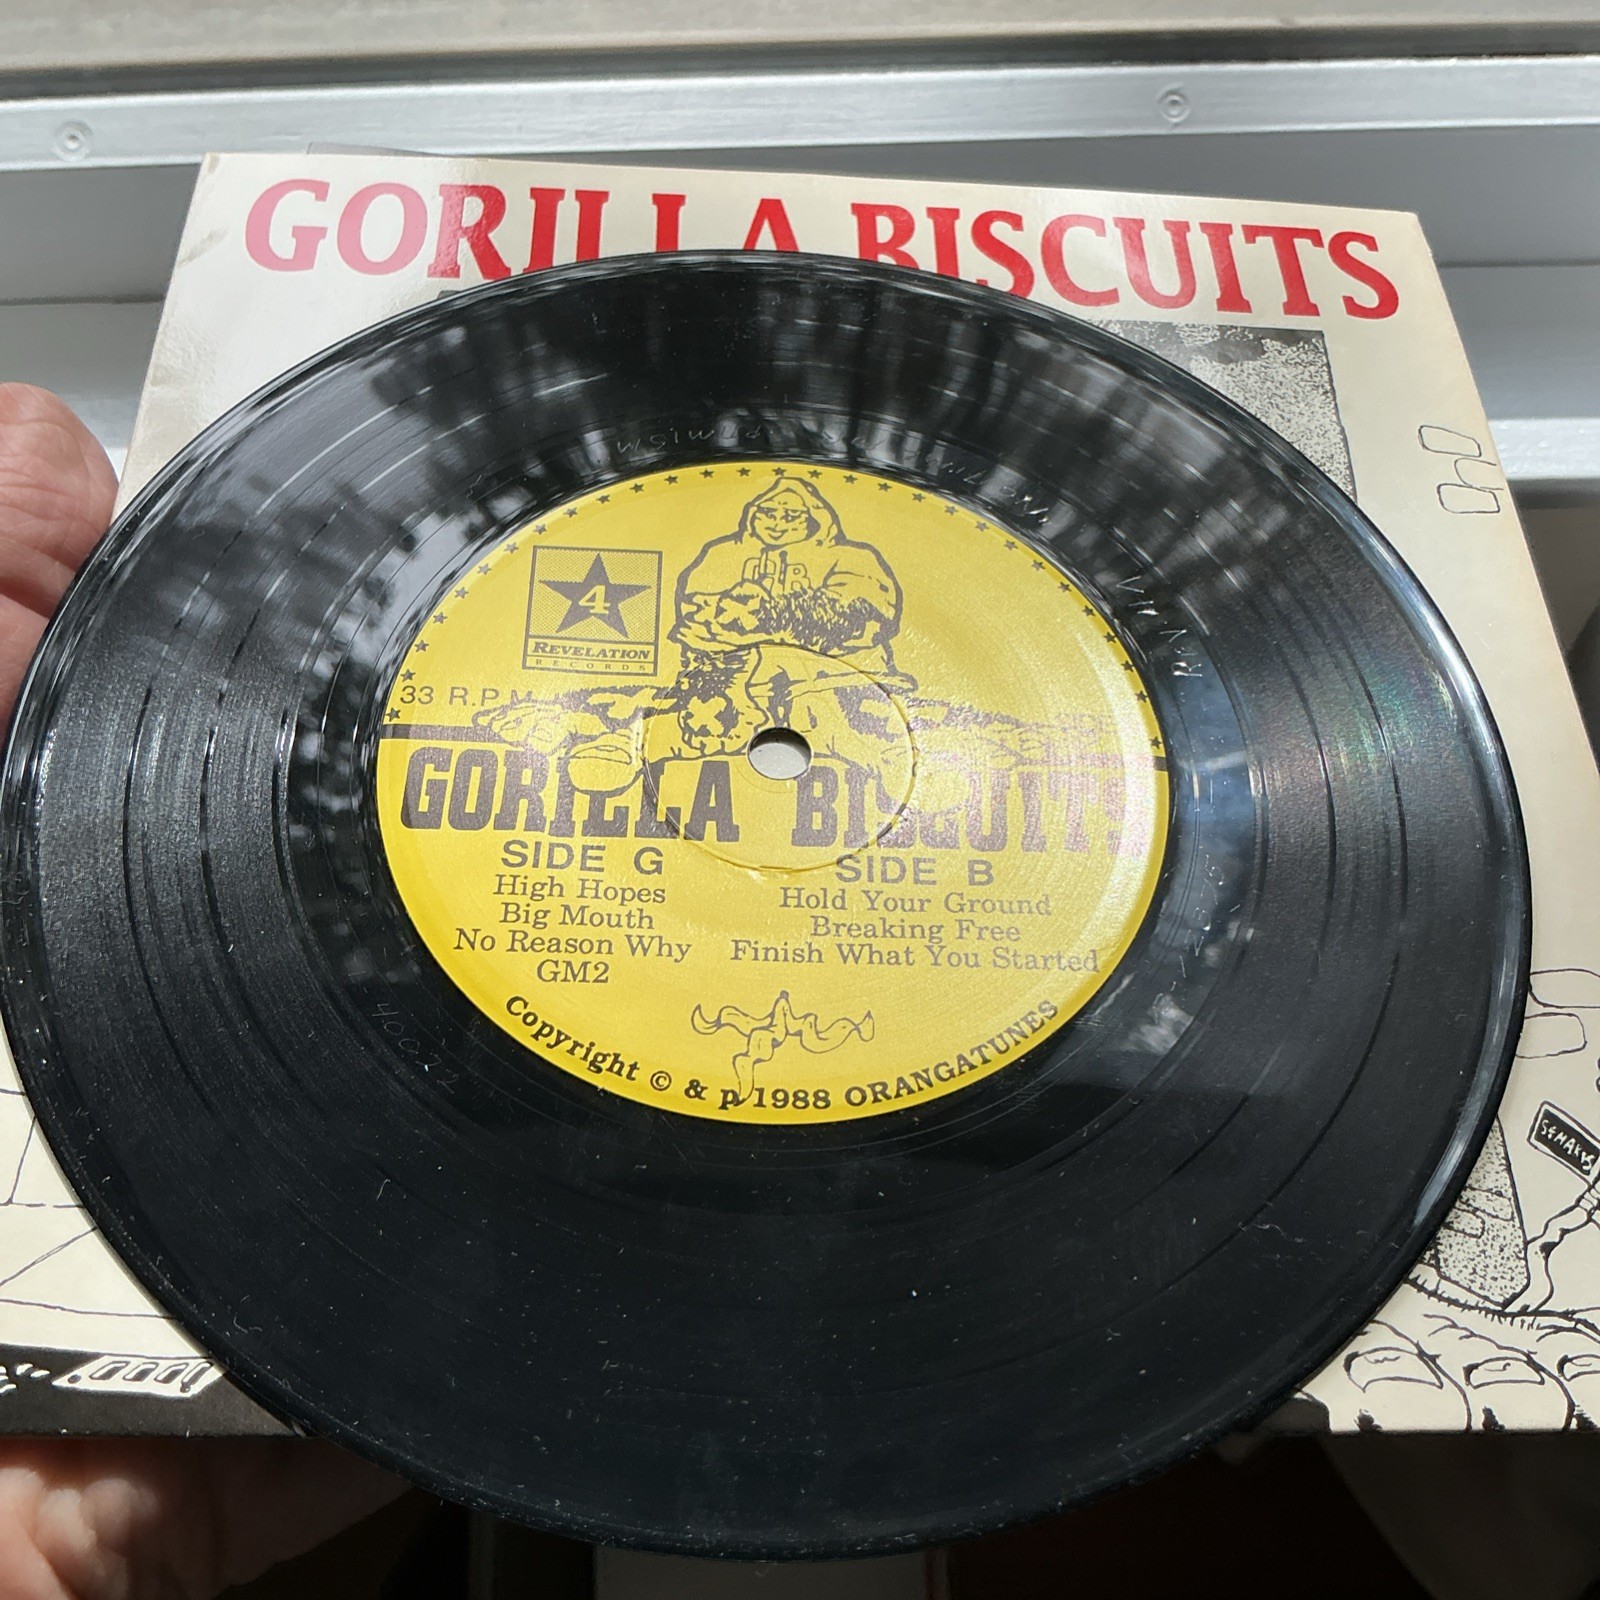 GORILLA BISCUITS
4
REVELATION
RECORDS
33 R.P.M.
GORILLA BISCUITS
SIDE G
High Hopes
Big Mouth
No Reason Why
GM2
SIDE B
Hold Your Ground
Breaking Free
Finish What You Started
Copyright © & p 1988 ORANGATUNES